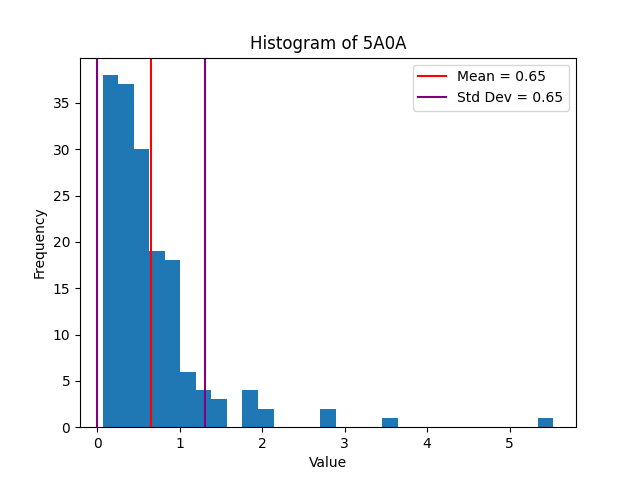 Histogram of 5A0A
Mean = 0.65
Std Dev = 0.65
Frequency
35
30
25
20
15
10
5
0
0 1 2 3 4 5
Value